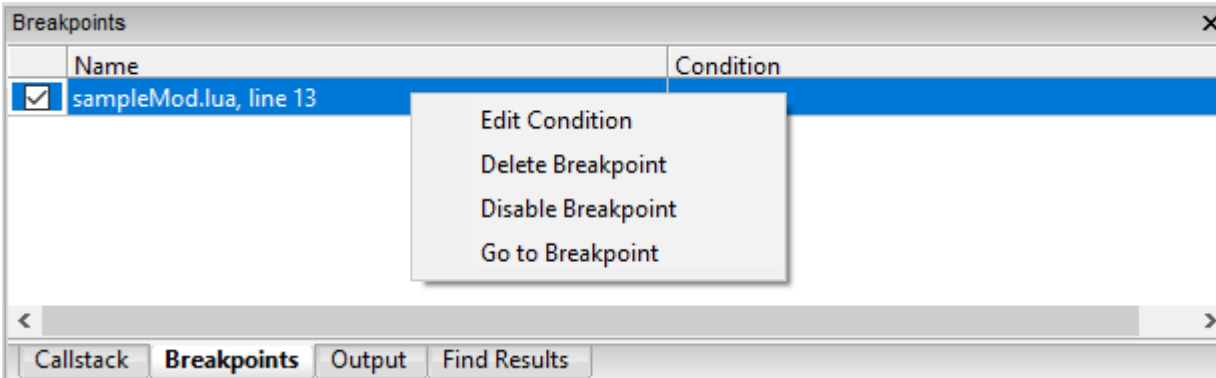 Breakpoints
Name Condition
sampleMod.lua, line 13
Edit Condition
Delete Breakpoint
Disable Breakpoint
Go to Breakpoint
Callstack Breakpoints Output Find Results